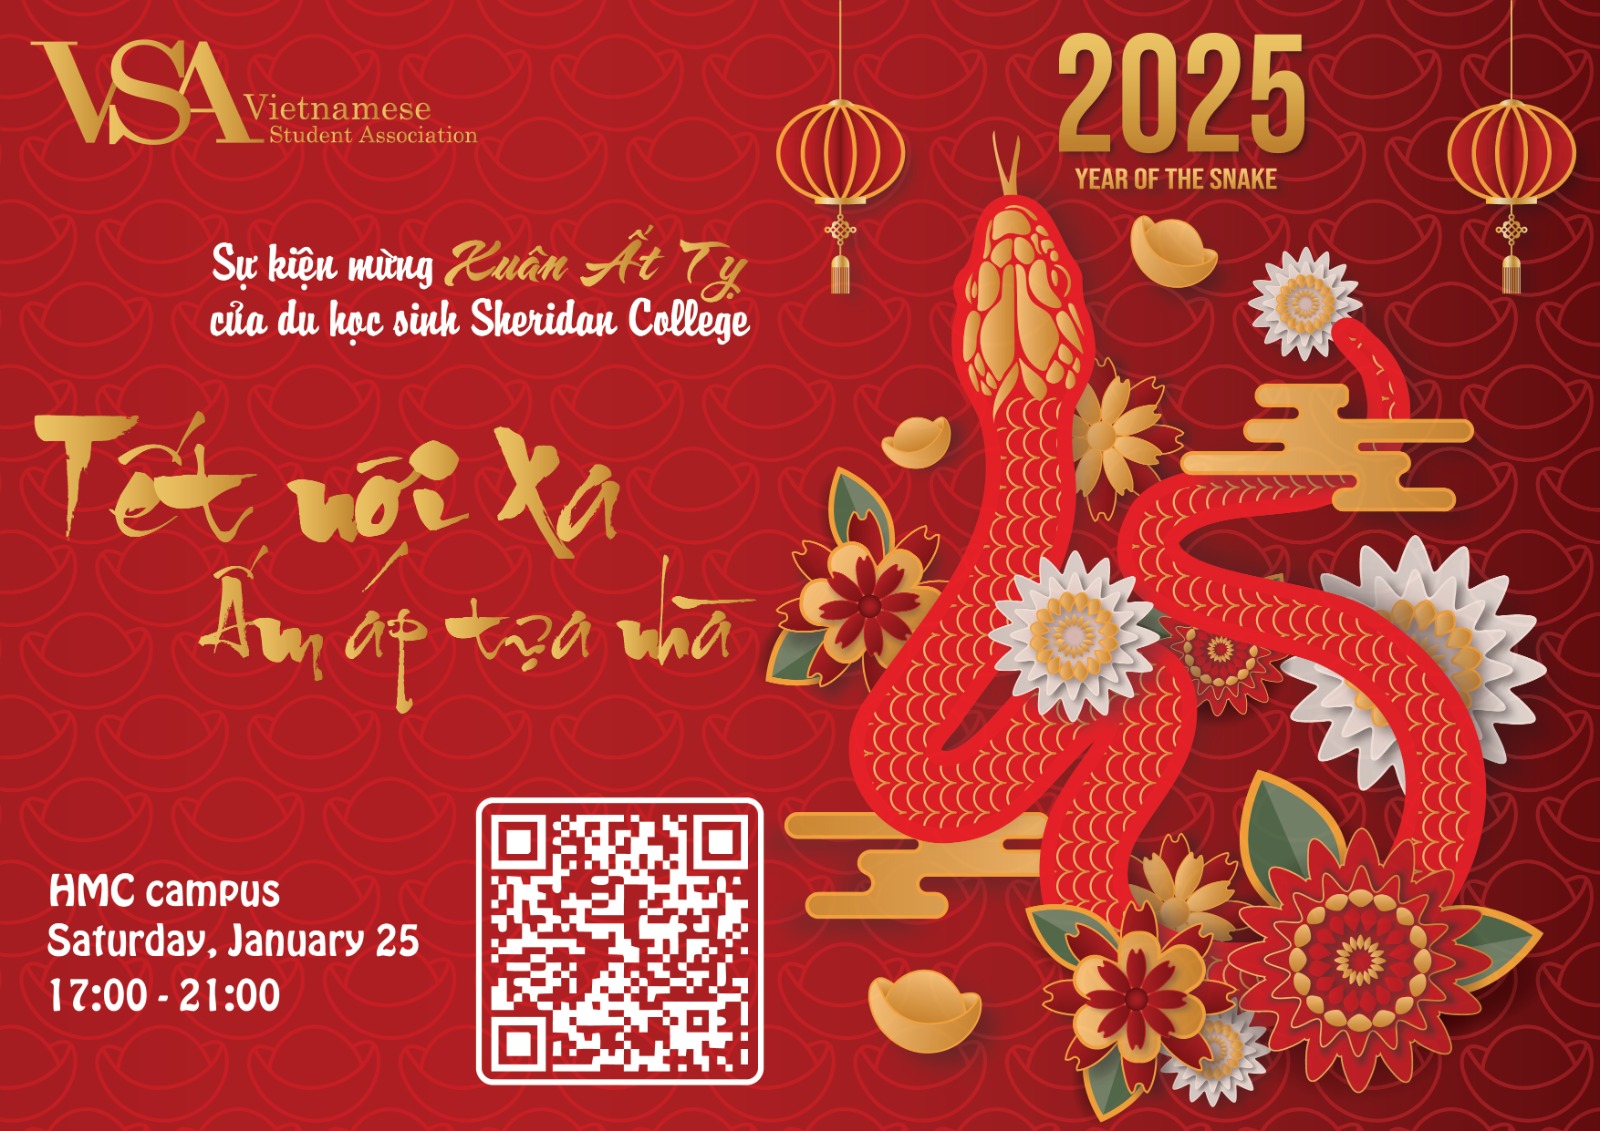 VSA Vietnamese
Student Association
2025
YEAR OF THE SNAKE
Sự kiện mừng Xuân Ất Tỵ
của du học sinh Sheridan College
Tết nơi xa
Ấm áp tựa nhà
HMC campus
Saturday, January 25
17:00 - 21:00